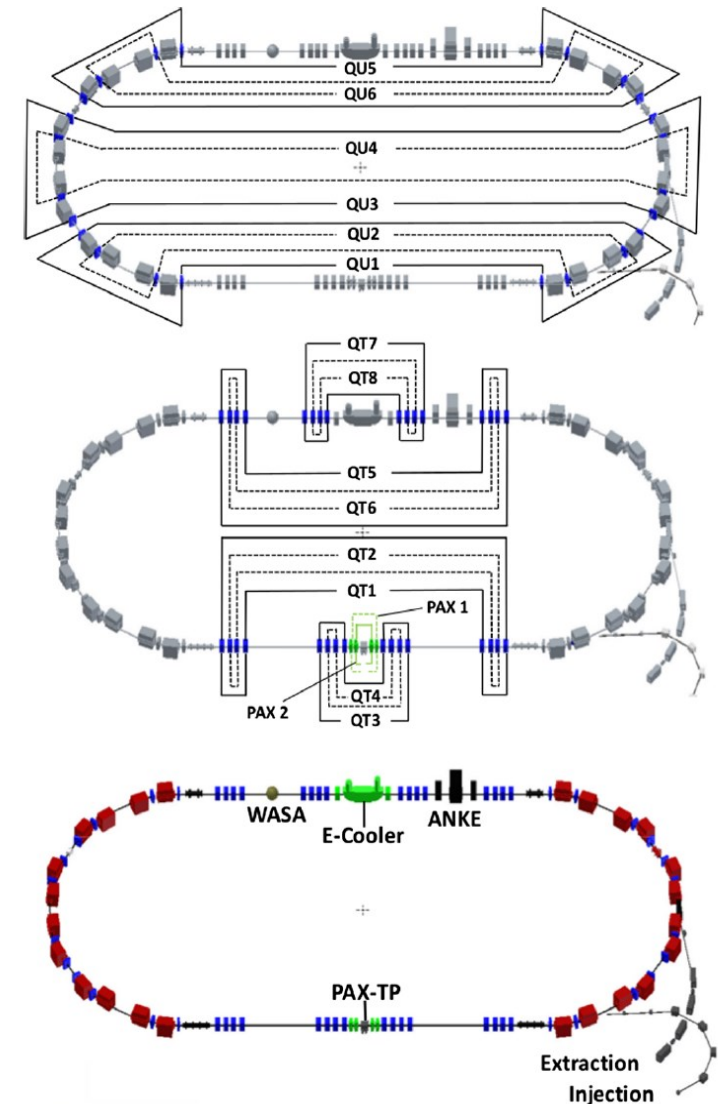 QU5
QU6
QU4
QU3
QU2
QU1
QT7
QT8
QT5
QT6
QT2
QT1
PAX 1
PAX 2
QT4
QT3
WASA
E-Cooler
ANKE
PAX-TP
Extraction
Injection